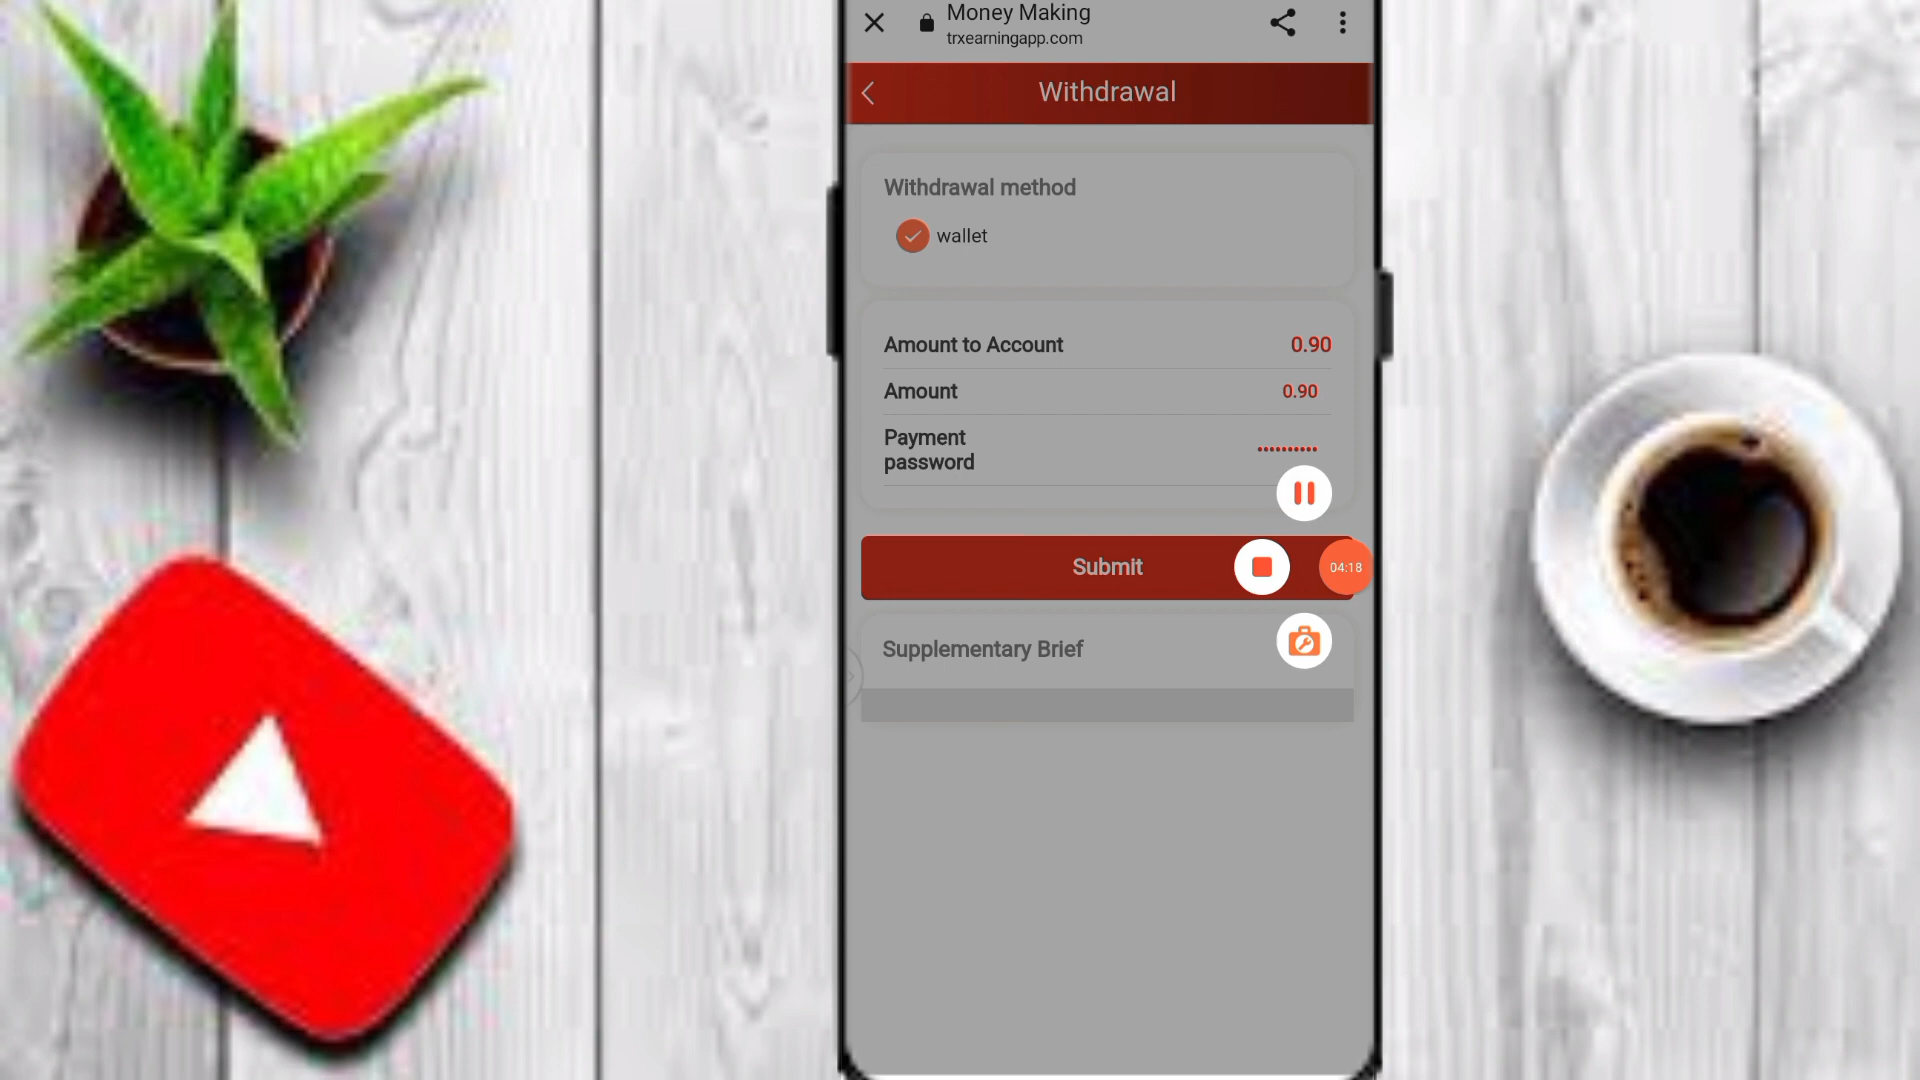 Money Making
trxearningapp.com
Withdrawal
Withdrawal method
wallet
Amount to Account 0.90
Amount 0.90
Payment
password ••••••••••
Submit
04:18
Supplementary Brief